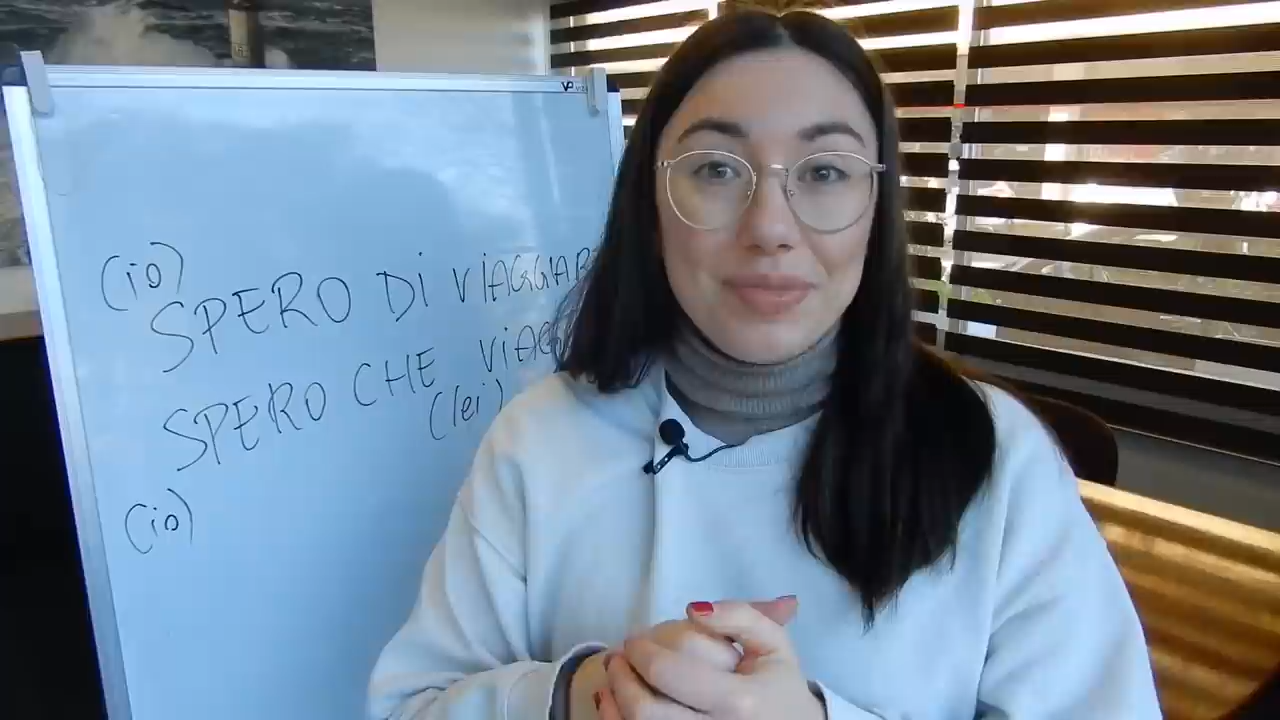 (io)
SPERO DI VIAGGIAR
SPERO CHE
(lei)
(io)